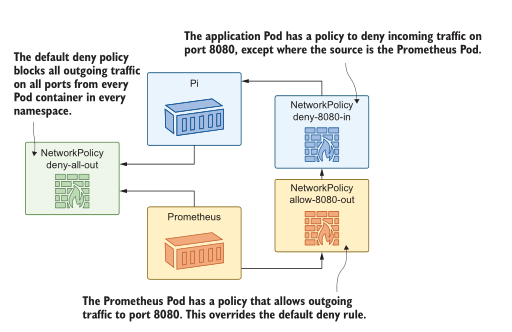 The application Pod has a policy to deny incoming traffic on
port 8080, except where the source is the Prometheus Pod.
The default deny policy
blocks all outgoing traffic
on all ports from every
Pod container in every
namespace.
Pi
NetworkPolicy
deny-8080-in
NetworkPolicy
deny-all-out
NetworkPolicy
allow-8080-out
Prometheus
The Prometheus Pod has a policy that allows outgoing
traffic to port 8080. This overrides the default deny rule.